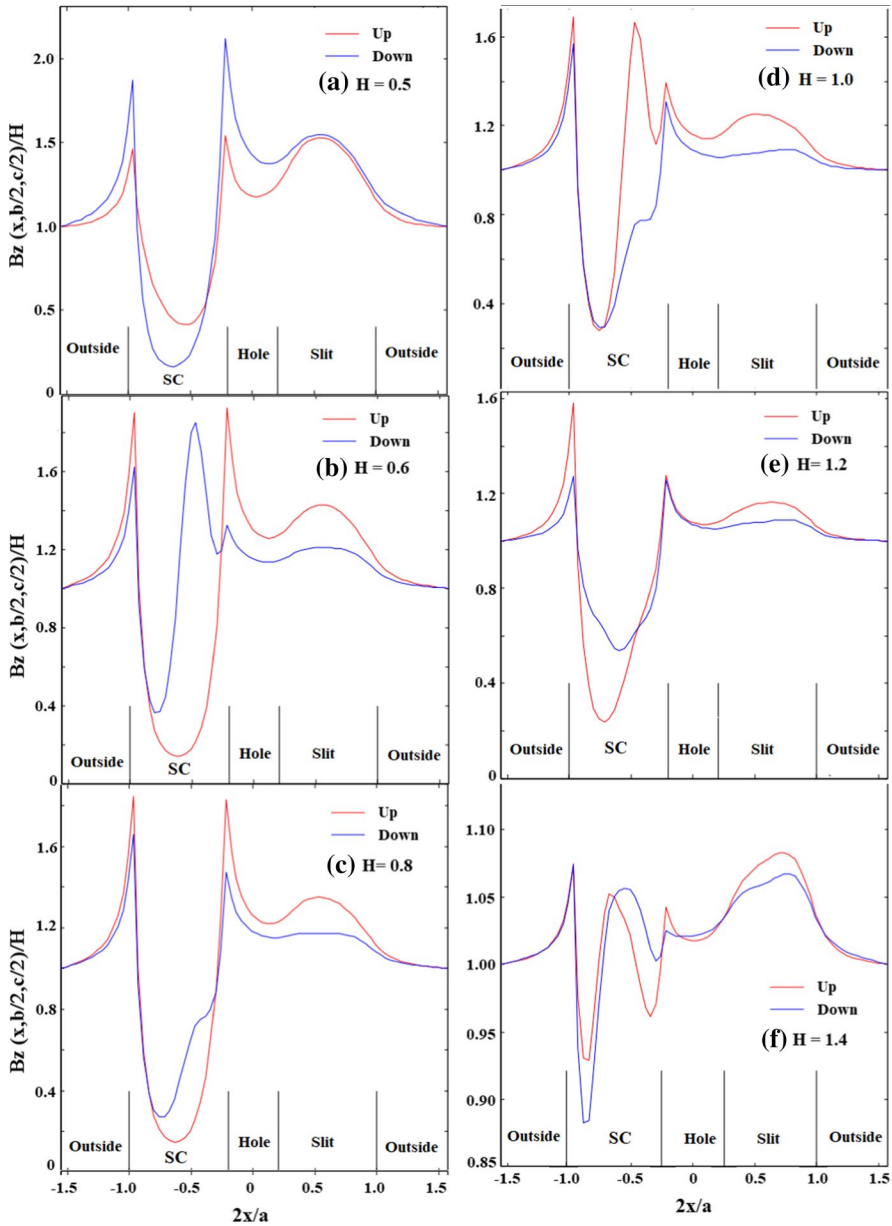 Up
Down
(a) H = 0.5
2.0
1.5
1.0
0.5
0
Bz (x,b/2,c/2)/H
Outside
SC
Hole
Slit
Outside
Up
Down
(b) H = 0.6
1.6
1.2
0.8
0.4
0
Bz (x,b/2,c/2)/H
Outside
SC
Hole
Slit
Outside
Up
Down
(c) H= 0.8
1.6
1.2
0.8
0.4
0
Bz (x,b/2,c/2)/H
Outside
SC
Hole
Slit
Outside
-1.5
-1.0
-0.5
0
0.5
1.0
1.5
2x/a
Up
Down
(d) H = 1.0
1.6
1.2
0.8
0.4
Outside
SC
Hole
Slit
Outside
Up
Down
(e) H= 1.2
1.6
1.2
0.8
0.4
0
Outside
SC
Hole
Slit
Outside
Up
Down
(f) H = 1.4
1.10
1.05
1.00
0.95
0.90
0.85
Outside
SC
Hole
Slit
Outside
-1.5
-1.0
-0.5
0
0.5
1.0
1.5
2x/a